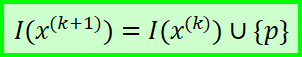 I(x^{(k+1)}) = I(x^{(k)}) ∪ {p}